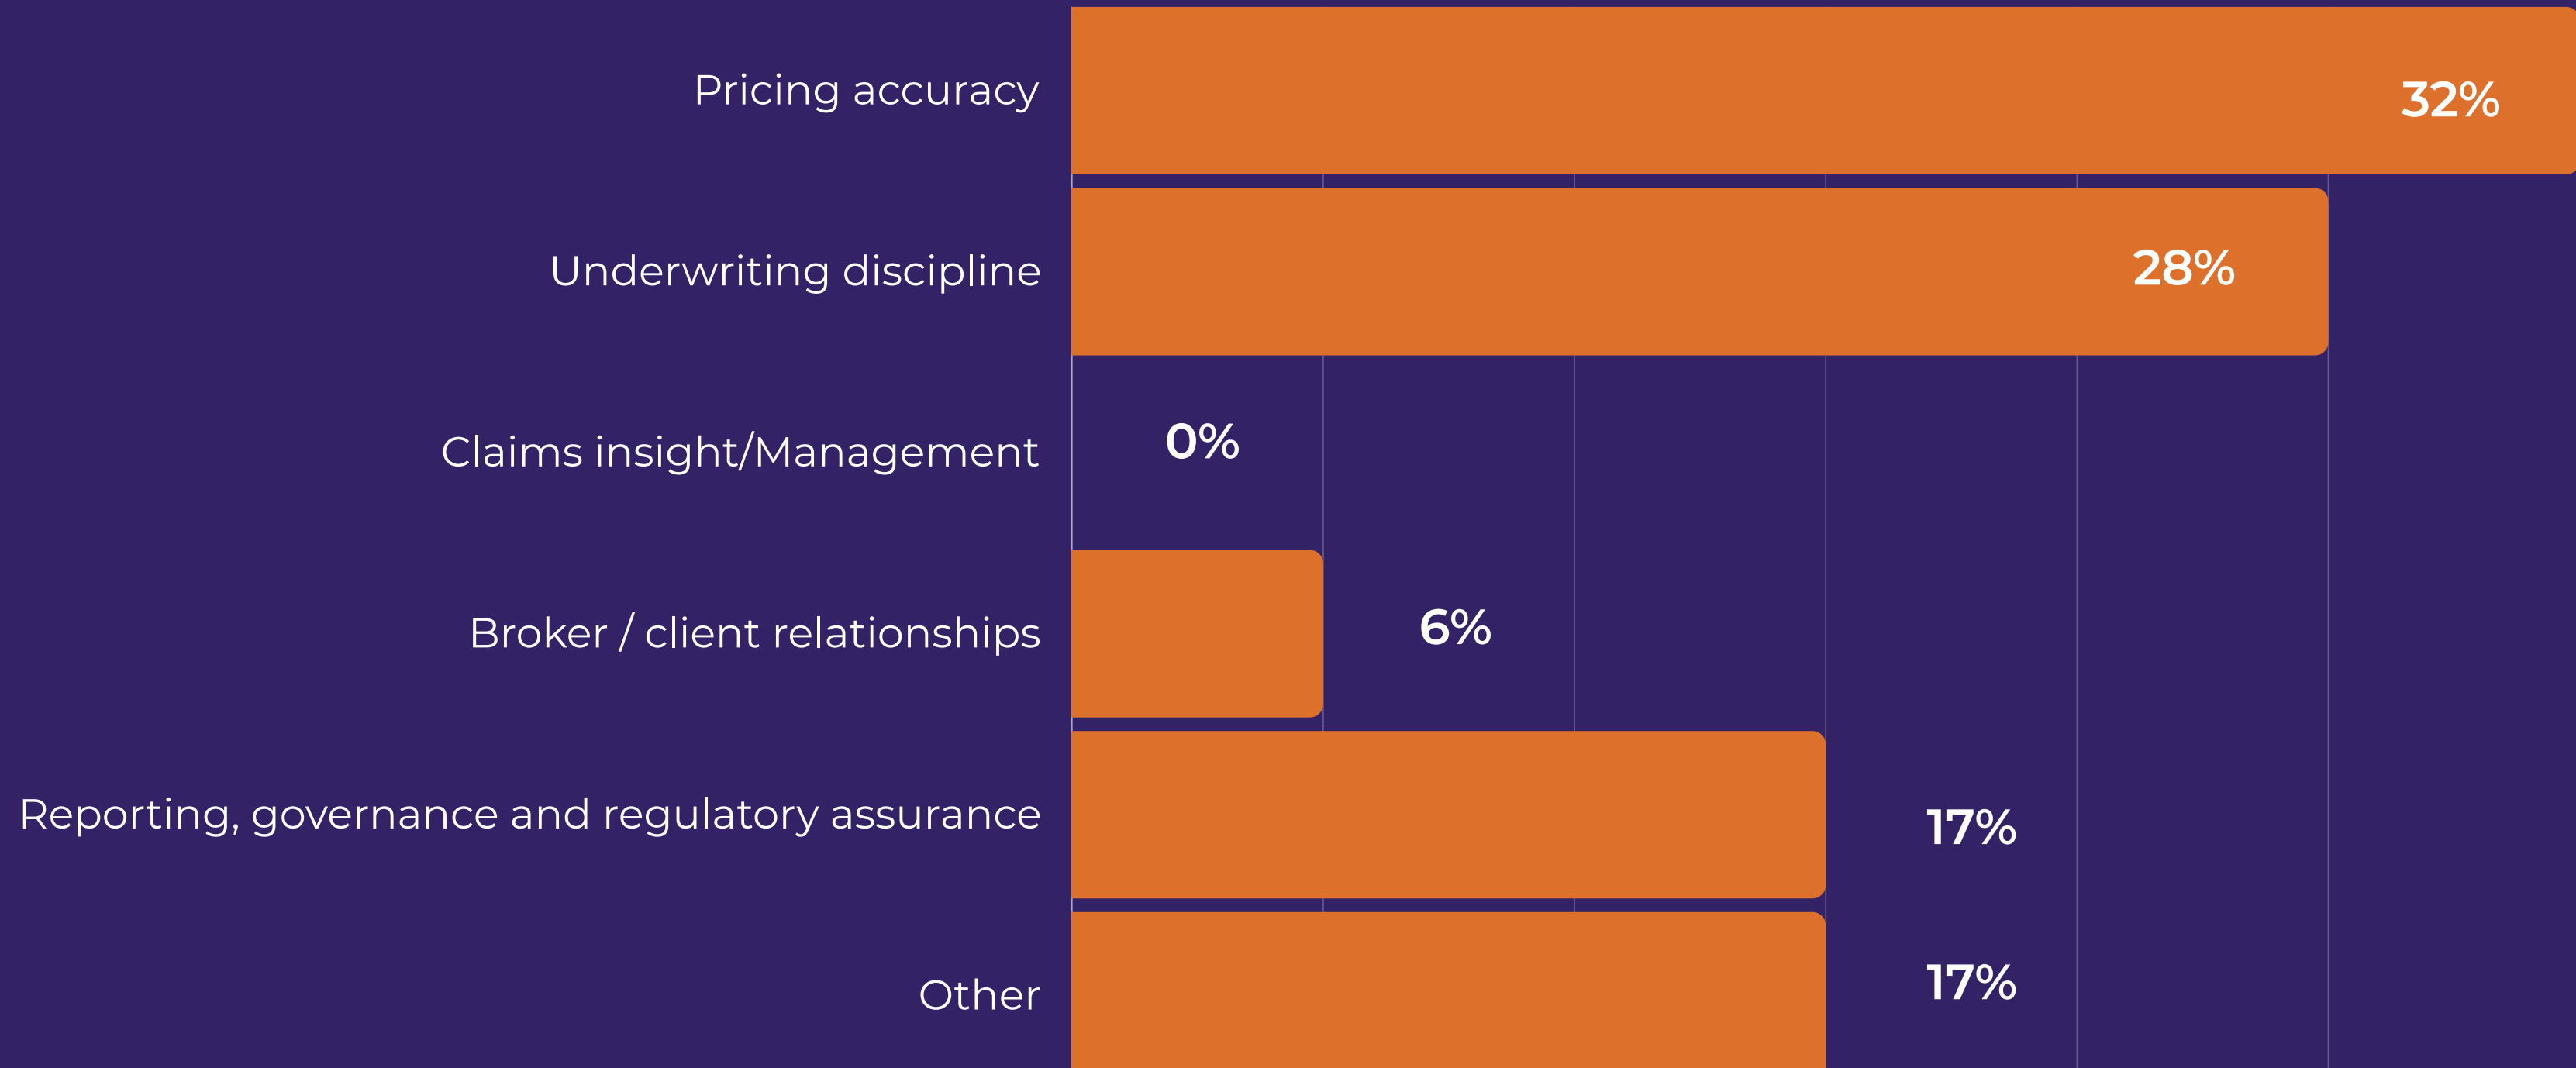 Pricing accuracy
32%
Underwriting discipline
28%
Claims insight/Management
0%
Broker / client relationships
6%
Reporting, governance and regulatory assurance
17%
Other
17%